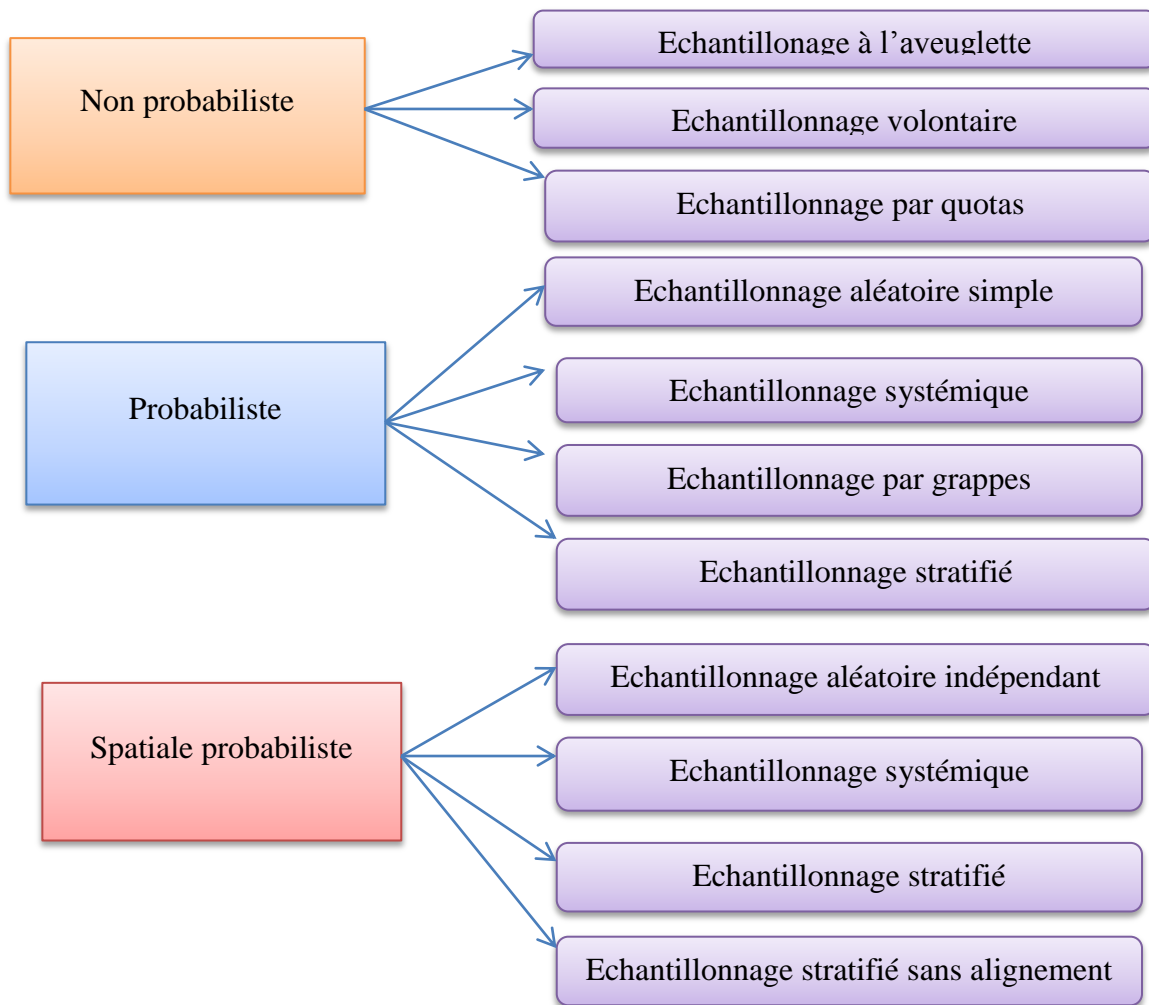 Non probabiliste
Echantillonage à l'aveuglette
Echantillonnage volontaire
Echantillonnage par quotas
Probabiliste
Echantillonnage aléatoire simple
Echantillonnage systémique
Echantillonnage par grappes
Echantillonnage stratifié
Spatiale probabiliste
Echantillonnage aléatoire indépendant
Echantillonnage systémique
Echantillonnage stratifié
Echantillonnage stratifié sans alignement